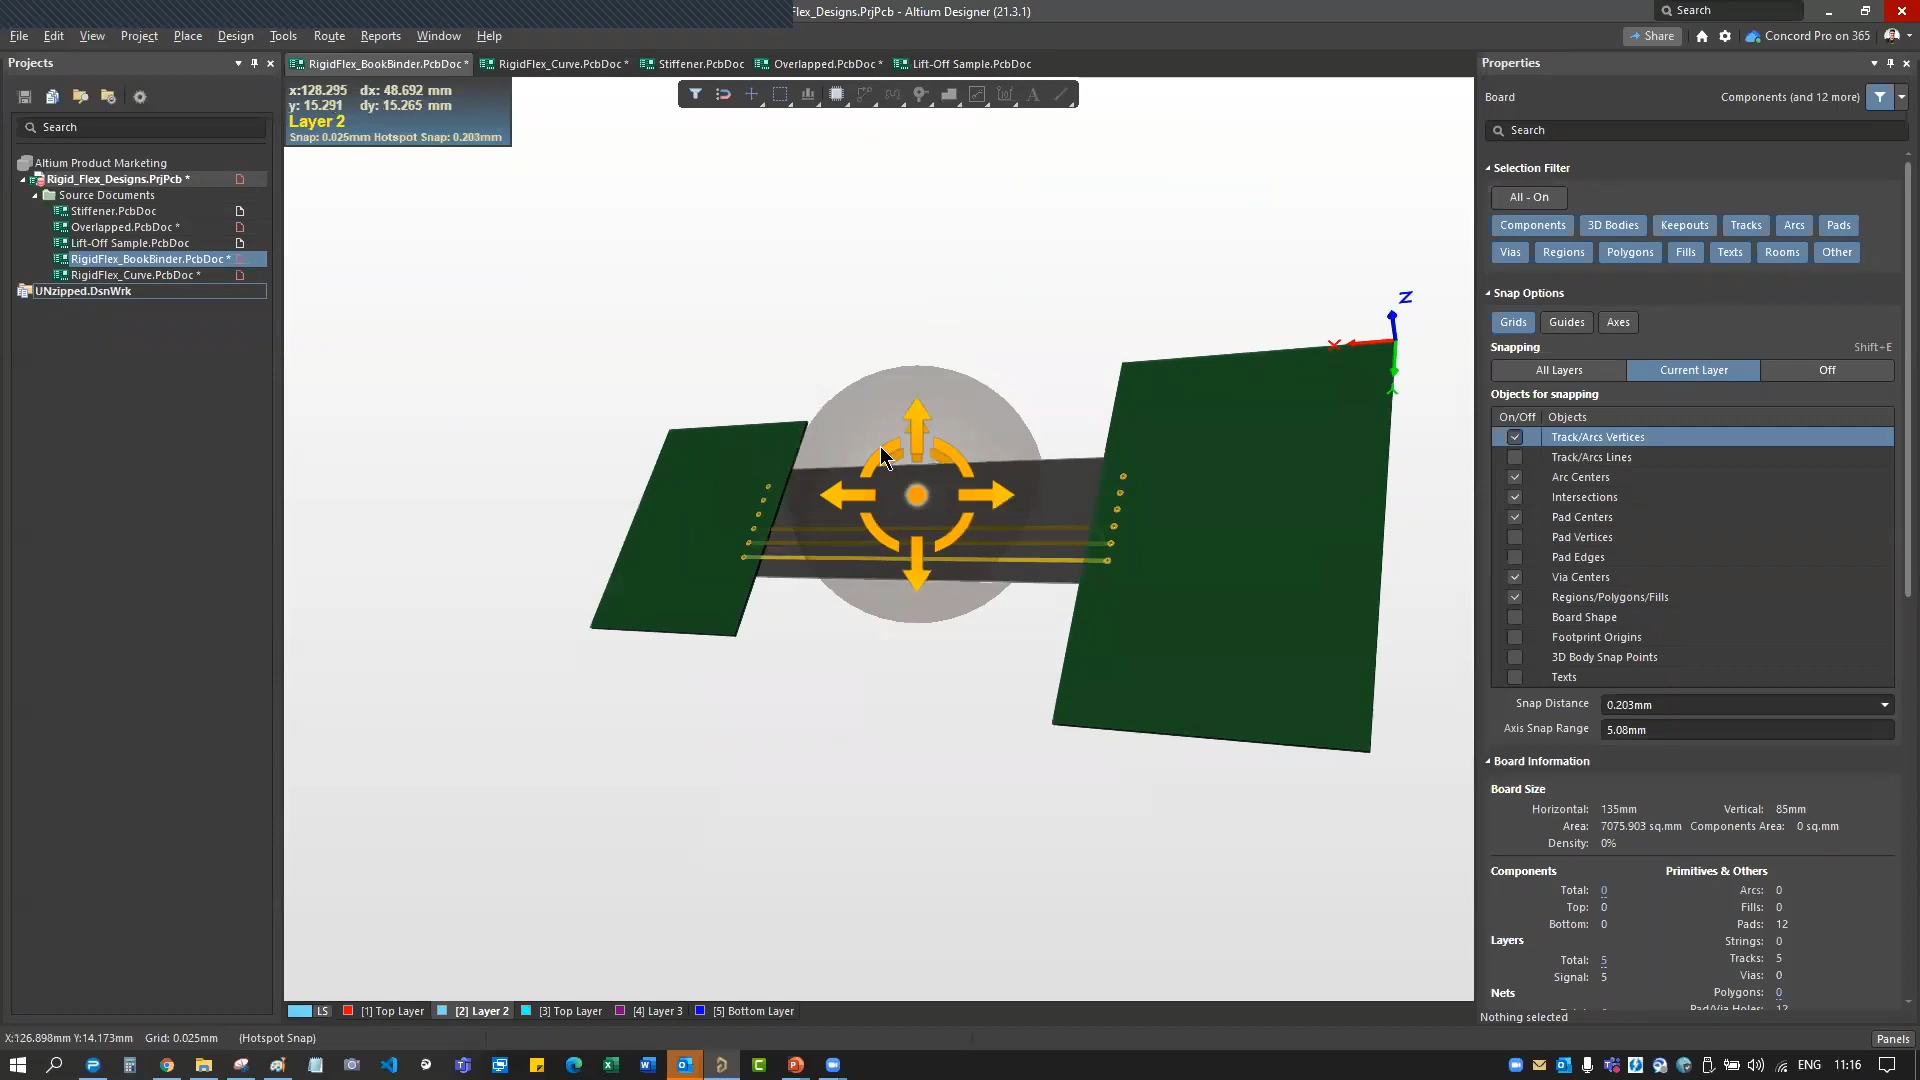 Flex_Designs.PrjPcb - Altium Designer (21.3.1)
Search
File Edit View Project Place Design Tools Route Reports Window Help
Share
Concord Pro on 365
Projects
RigidFlex_BookBinder.PcbDoc *
RigidFlex_Curve.PcbDoc *
Stiffener.PcbDoc
Overlapped.PcbDoc *
Lift-Off Sample.PcbDoc
Properties
x:128.295 dx: 48.692 mm
y: 15.291 dy: 15.265 mm
Layer 2
Snap: 0.025mm Hotspot Snap: 0.203mm
Board
Components (and 12 more)
Search
Search
Altium Product Marketing
Rigid_Flex_Designs.PrjPcb *
Source Documents
Stiffener.PcbDoc
Overlapped.PcbDoc *
Lift-Off Sample.PcbDoc
RigidFlex_BookBinder.PcbDoc *
RigidFlex_Curve.PcbDoc *
UNzipped.DsnWrk
Z
X
Y
Selection Filter
All - On
Components 3D Bodies Keepouts Tracks Arcs Pads
Vias Regions Polygons Fills Texts Rooms Other
Snap Options
Grids Guides Axes
Snapping Shift+E
All Layers Current Layer Off
Objects for snapping
On/Off Objects
Track/Arcs Vertices
Track/Arcs Lines
Arc Centers
Intersections
Pad Centers
Pad Vertices
Pad Edges
Via Centers
Regions/Polygons/Fills
Board Shape
Footprint Origins
3D Body Snap Points
Texts
Snap Distance 0.203mm
Axis Snap Range 5.08mm
Board Information
Board Size
Horizontal: 135mm Vertical: 85mm
Area: 7075.903 sq.mm Components Area: 0 sq.mm
Density: 0%
Components Primitives & Others
Total: 0 Arcs: 0
Top: 0 Fills: 0
Bottom: 0 Pads: 12
Layers Strings: 0
Total: 5 Tracks: 5
Signal: 5 Vias: 0
Nets Polygons: 0
Pad/Via Holes: 12
Nothing selected
LS [1] Top Layer [2] Layer 2 [3] Top Layer [4] Layer 3 [5] Bottom Layer
X:126.898mm Y:14.173mm Grid: 0.025mm (Hotspot Snap)
Panels
ENG 11:16